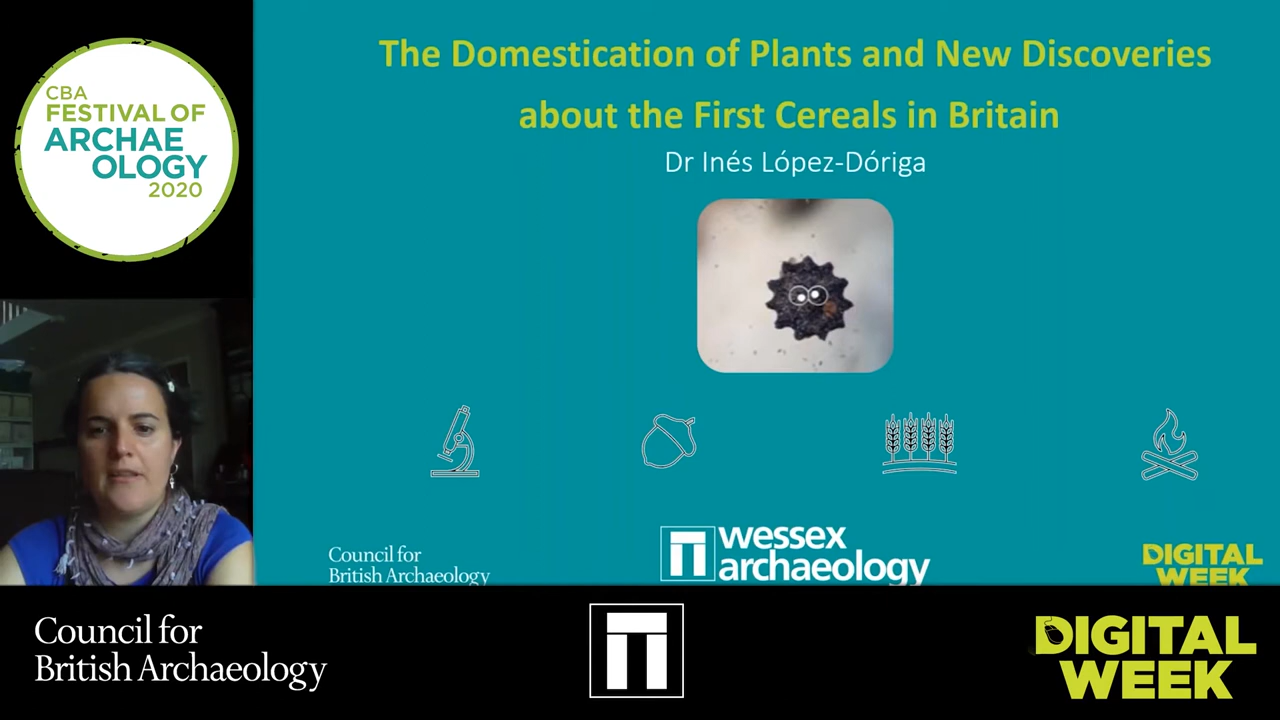 CBA
FESTIVAL OF
ARCHAE
OLOGY
2020
The Domestication of Plants and New Discoveries
about the First Cereals in Britain
Dr Inés López-Dóriga
Council for
British Archaeology
wessex
archaeology
DIGITAL
WEEK
Council for
British Archaeology
DIGITAL
WEEK